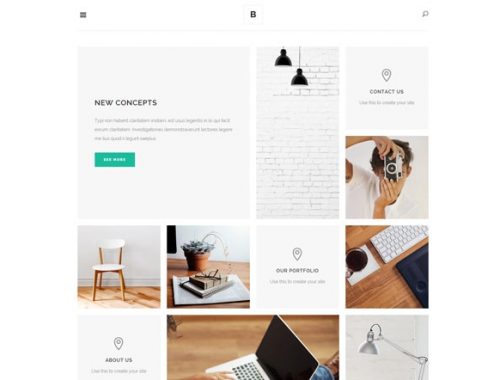 B
NEW CONCEPTS
Typi non habent claritatem insitam; est usus legentis in iis qui facit
eorum claritatem. Investigationes demonstraverunt lectores legere
me lius quod ii legunt saepius.
SEE MORE
CONTACT US
Use this to create your site
OUR PORTFOLIO
Use this to create your site
ABOUT US
Use this to create your site